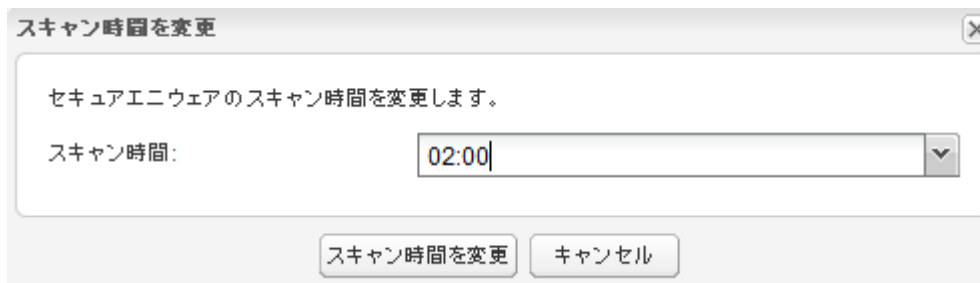 スキャン時間を変更
セキュアエニウェアのスキャン時間を変更します。
スキャン時間: 02:00
スキャン時間を変更 キャンセル